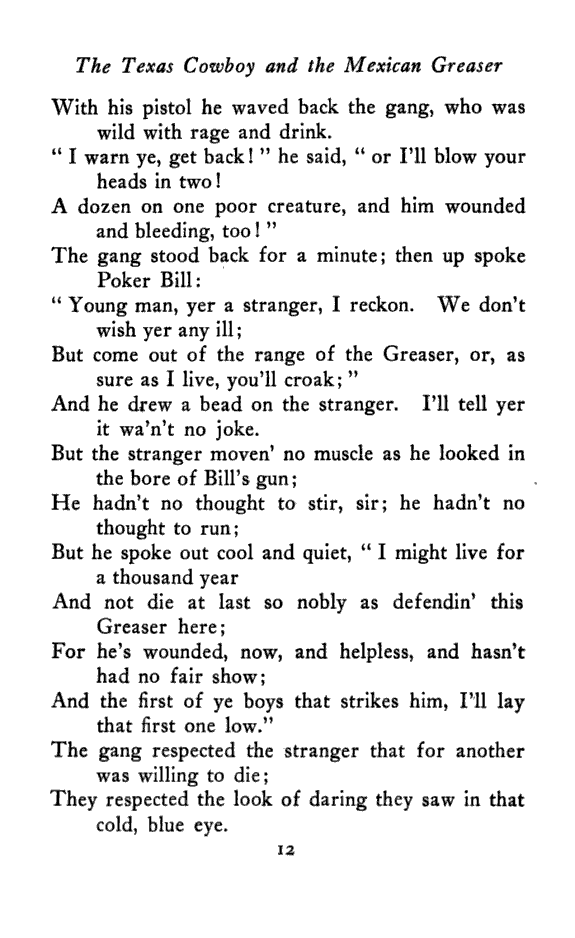 The Texas Cowboy and the Mexican Greaser
With his pistol he waved back the gang, who was
wild with rage and drink.
“ I warn ye, get back! ” he said, “ or I'll blow your
heads in two!
A dozen on one poor creature, and him wounded
and bleeding, too! ”
The gang stood back for a minute; then up spoke
Poker Bill:
“ Young man, yer a stranger, I reckon. We don't
wish yer any ill;
But come out of the range of the Greaser, or, as
sure as I live, you'll croak; ”
And he drew a bead on the stranger. I'll tell yer
it wa'n't no joke.
But the stranger moven' no muscle as he looked in
the bore of Bill's gun;
He hadn't no thought to stir, sir; he hadn't no
thought to run;
But he spoke out cool and quiet, “ I might live for
a thousand year
And not die at last so nobly as defendin' this
Greaser here;
For he's wounded, now, and helpless, and hasn't
had no fair show;
And the first of ye boys that strikes him, I'll lay
that first one low.”
The gang respected the stranger that for another
was willing to die;
They respected the look of daring they saw in that
cold, blue eye.
12